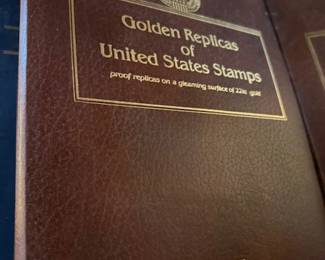 Golden Replicas
of
United States Stamps
proof replicas on a gleaming surface of 22kt gold